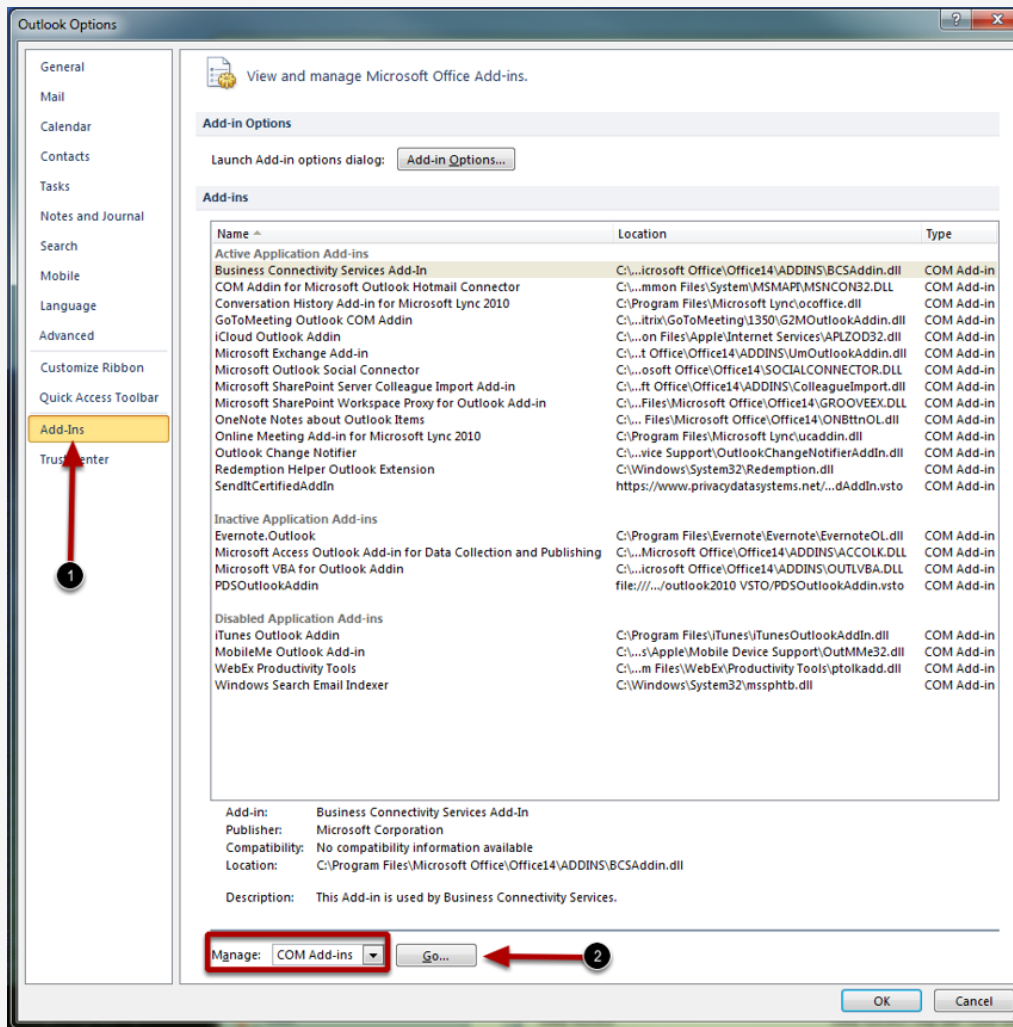 Outlook Options
?
General
Mail
Calendar
Contacts
Tasks
Notes and Journal
Search
Mobile
Language
Advanced
Customize Ribbon
Quick Access Toolbar
Add-Ins
Trust Center
1
View and manage Microsoft Office Add-ins.
Add-in Options
Launch Add-in options dialog: Add-in Options...
Add-ins
Name Location Type
Active Application Add-ins
Business Connectivity Services Add-In C:\...icrosoft Office\Office14\ADDINS\BCSAddin.dll COM Add-in
COM Addin for Microsoft Outlook Hotmail Connector C:\...mmon Files\System\MSMAPI\MSNCON32.DLL COM Add-in
Conversation History Add-in for Microsoft Lync 2010 C:\Program Files\Microsoft Lync\ocoffice.dll COM Add-in
GoToMeeting Outlook COM Addin C:\...itrix\GoToMeeting\1350\G2MOutlookAddin.dll COM Add-in
iCloud Outlook Addin C:\...on Files\Apple\Internet Services\APLZOD32.dll COM Add-in
Microsoft Exchange Add-in C:\...t Office\Office14\ADDINS\UmOutlookAddin.dll COM Add-in
Microsoft Outlook Social Connector C:\...osoft Office\Office14\SOCIALCONNECTOR.DLL COM Add-in
Microsoft SharePoint Server Colleague Import Add-in C:\...ft Office\Office14\ADDINS\ColleagueImport.dll COM Add-in
Microsoft SharePoint Workspace Proxy for Outlook Add-in C:\...Files\Microsoft Office\Office14\GROOVEEX.DLL COM Add-in
OneNote Notes about Outlook Items C:\... Files\Microsoft Office\Office14\ONBttnOL.dll COM Add-in
Online Meeting Add-in for Microsoft Lync 2010 C:\Program Files\Microsoft Lync\ucaddin.dll COM Add-in
Outlook Change Notifier C:\...vice Support\OutlookChangeNotifierAddIn.dll COM Add-in
Redemption Helper Outlook Extension C:\Windows\System32\Redemption.dll COM Add-in
SendItCertifiedAddIn https://www.privacydatasystems.net/...dAddIn.vsto COM Add-in
Inactive Application Add-ins
Evernote.Outlook C:\Program Files\Evernote\Evernote\EvernoteOL.dll COM Add-in
Microsoft Access Outlook Add-in for Data Collection and Publishing C:\...Microsoft Office\Office14\ADDINS\ACCOLK.DLL COM Add-in
Microsoft VBA for Outlook Addin C:\...icrosoft Office\Office14\ADDINS\OUTLVBA.DLL COM Add-in
PDSOutlookAddin file:///.../outlook2010 VSTO/PDSOutlookAddin.vsto COM Add-in
Disabled Application Add-ins
iTunes Outlook Addin C:\Program Files\iTunes\iTunesOutlookAddIn.dll COM Add-in
MobileMe Outlook Add-in C:\...s\Apple\Mobile Device Support\OutMMe32.dll COM Add-in
WebEx Productivity Tools C:\...m Files\WebEx\Productivity Tools\ptolkadd.dll COM Add-in
Windows Search Email Indexer C:\Windows\System32\mssphtb.dll COM Add-in
Add-in: Business Connectivity Services Add-In
Publisher: Microsoft Corporation
Compatibility: No compatibility information available
Location: C:\Program Files\Microsoft Office\Office14\ADDINS\BCSAddin.dll
Description: This Add-in is used by Business Connectivity Services.
Manage: COM Add-ins Go... 2
OK Cancel